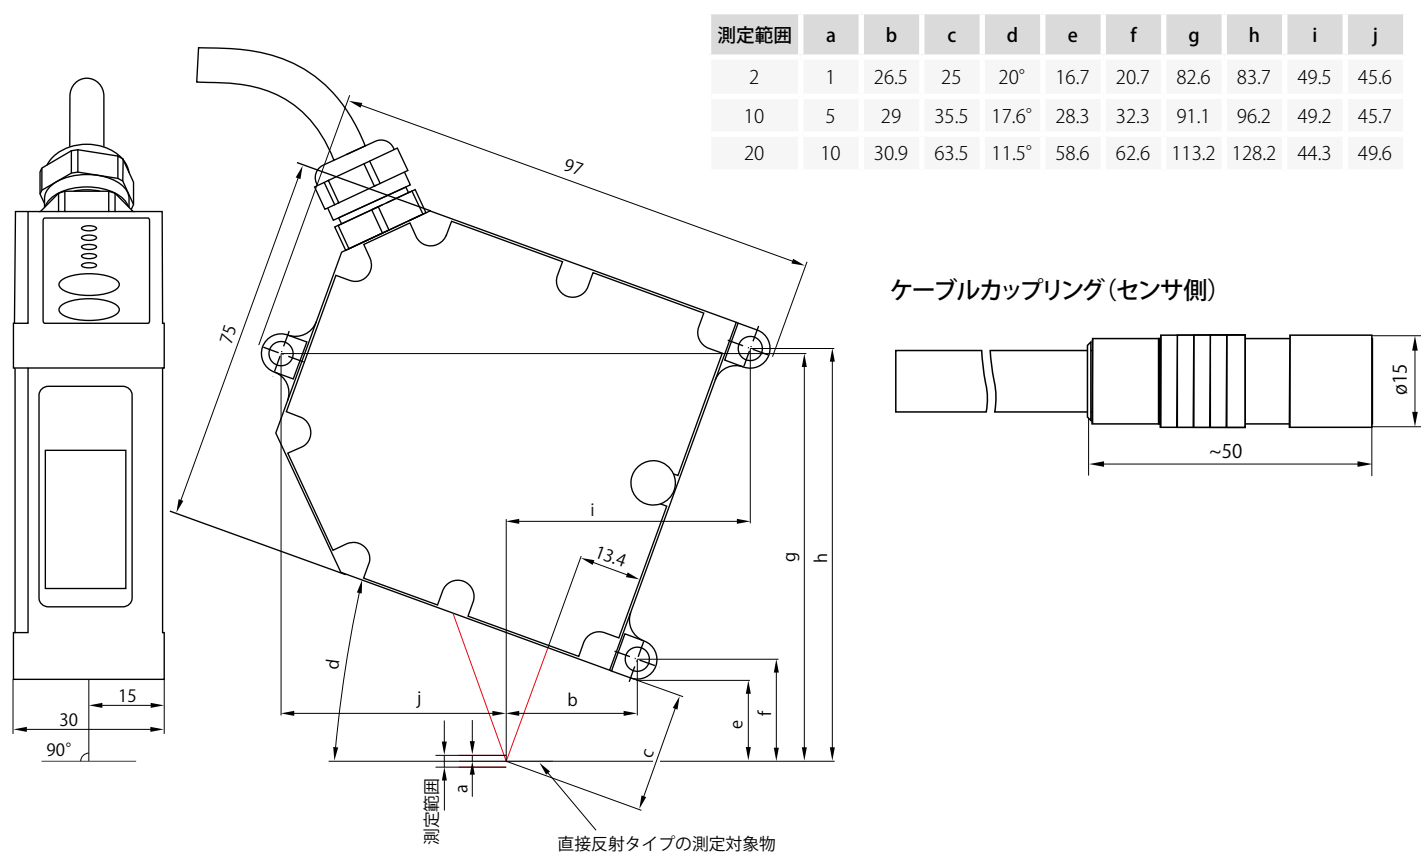 測定範囲 a b c d e f g h i j
2 1 26.5 25 20° 16.7 20.7 82.6 83.7 49.5 45.6
10 5 29 35.5 17.6° 28.3 32.3 91.1 96.2 49.2 45.7
20 10 30.9 63.5 11.5° 58.6 62.6 113.2 128.2 44.3 49.6
97
75
ケーブルカップリング（センサ側）
ø15
~50
i
13.4
g
h
d
j
b
15
30
90°
e
f
c
a
測定範囲
直接反射タイプの測定対象物